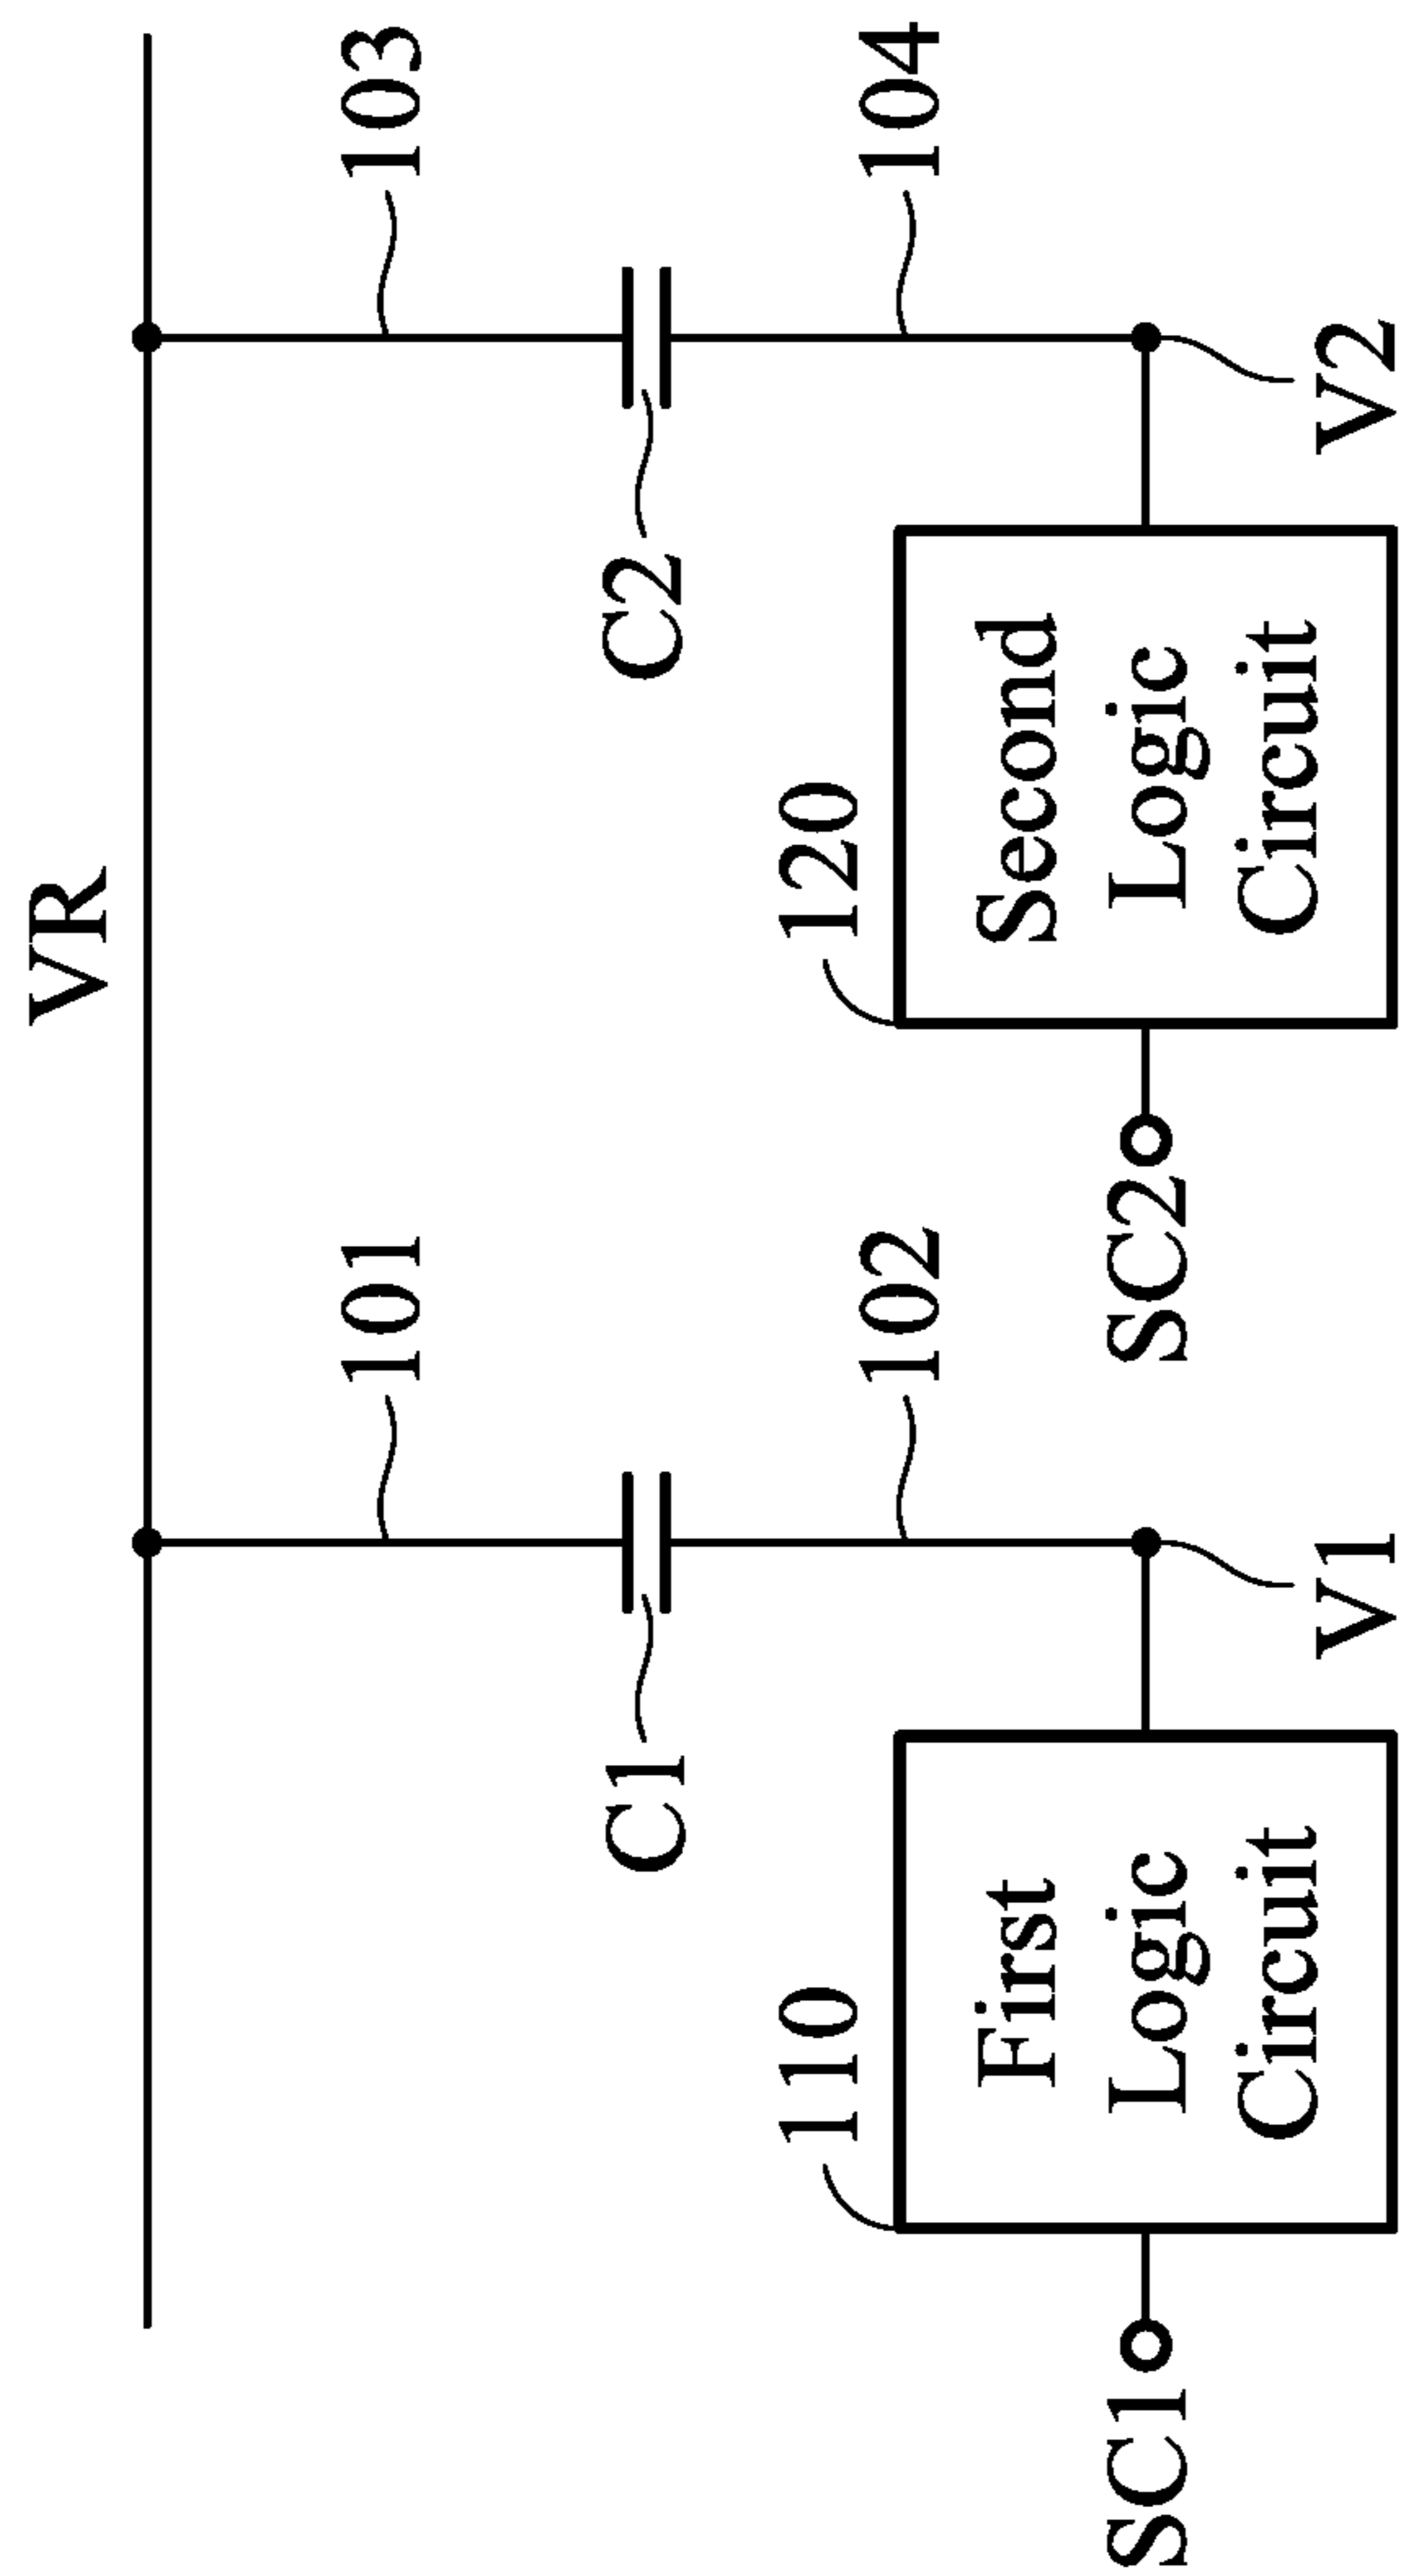 VR
101
103
C1
C2
102
104
110
120
First
Logic
Circuit
Second
Logic
Circuit
SC1
SC2
V1
V2